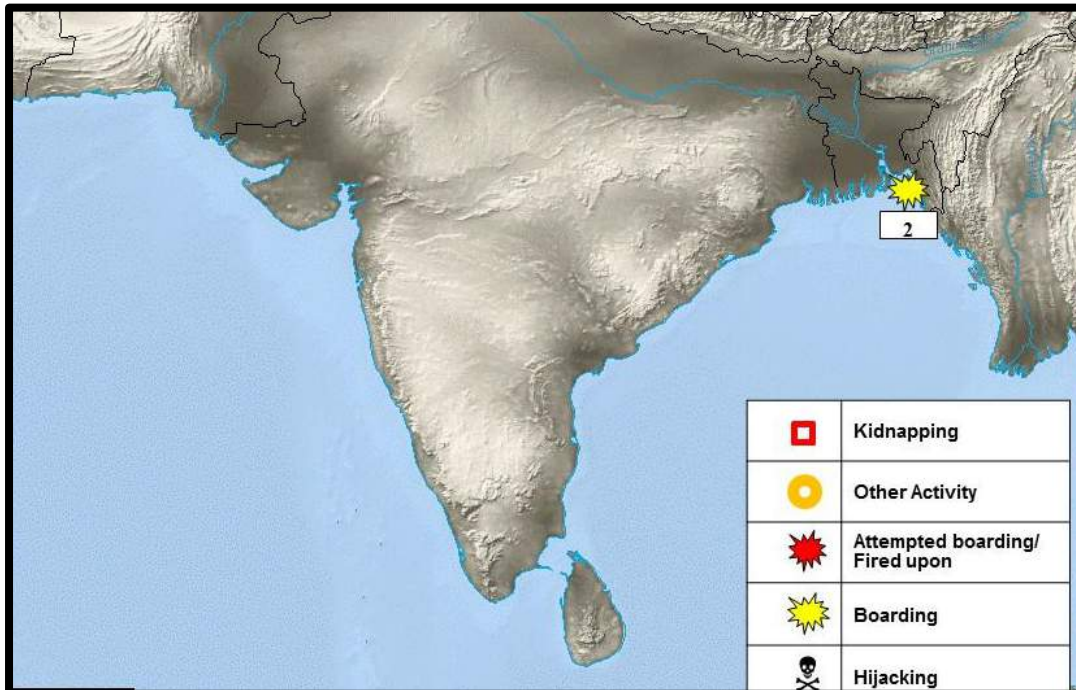 2
Kidnapping
Other Activity
Attempted boarding/
Fired upon
Boarding
Hijacking